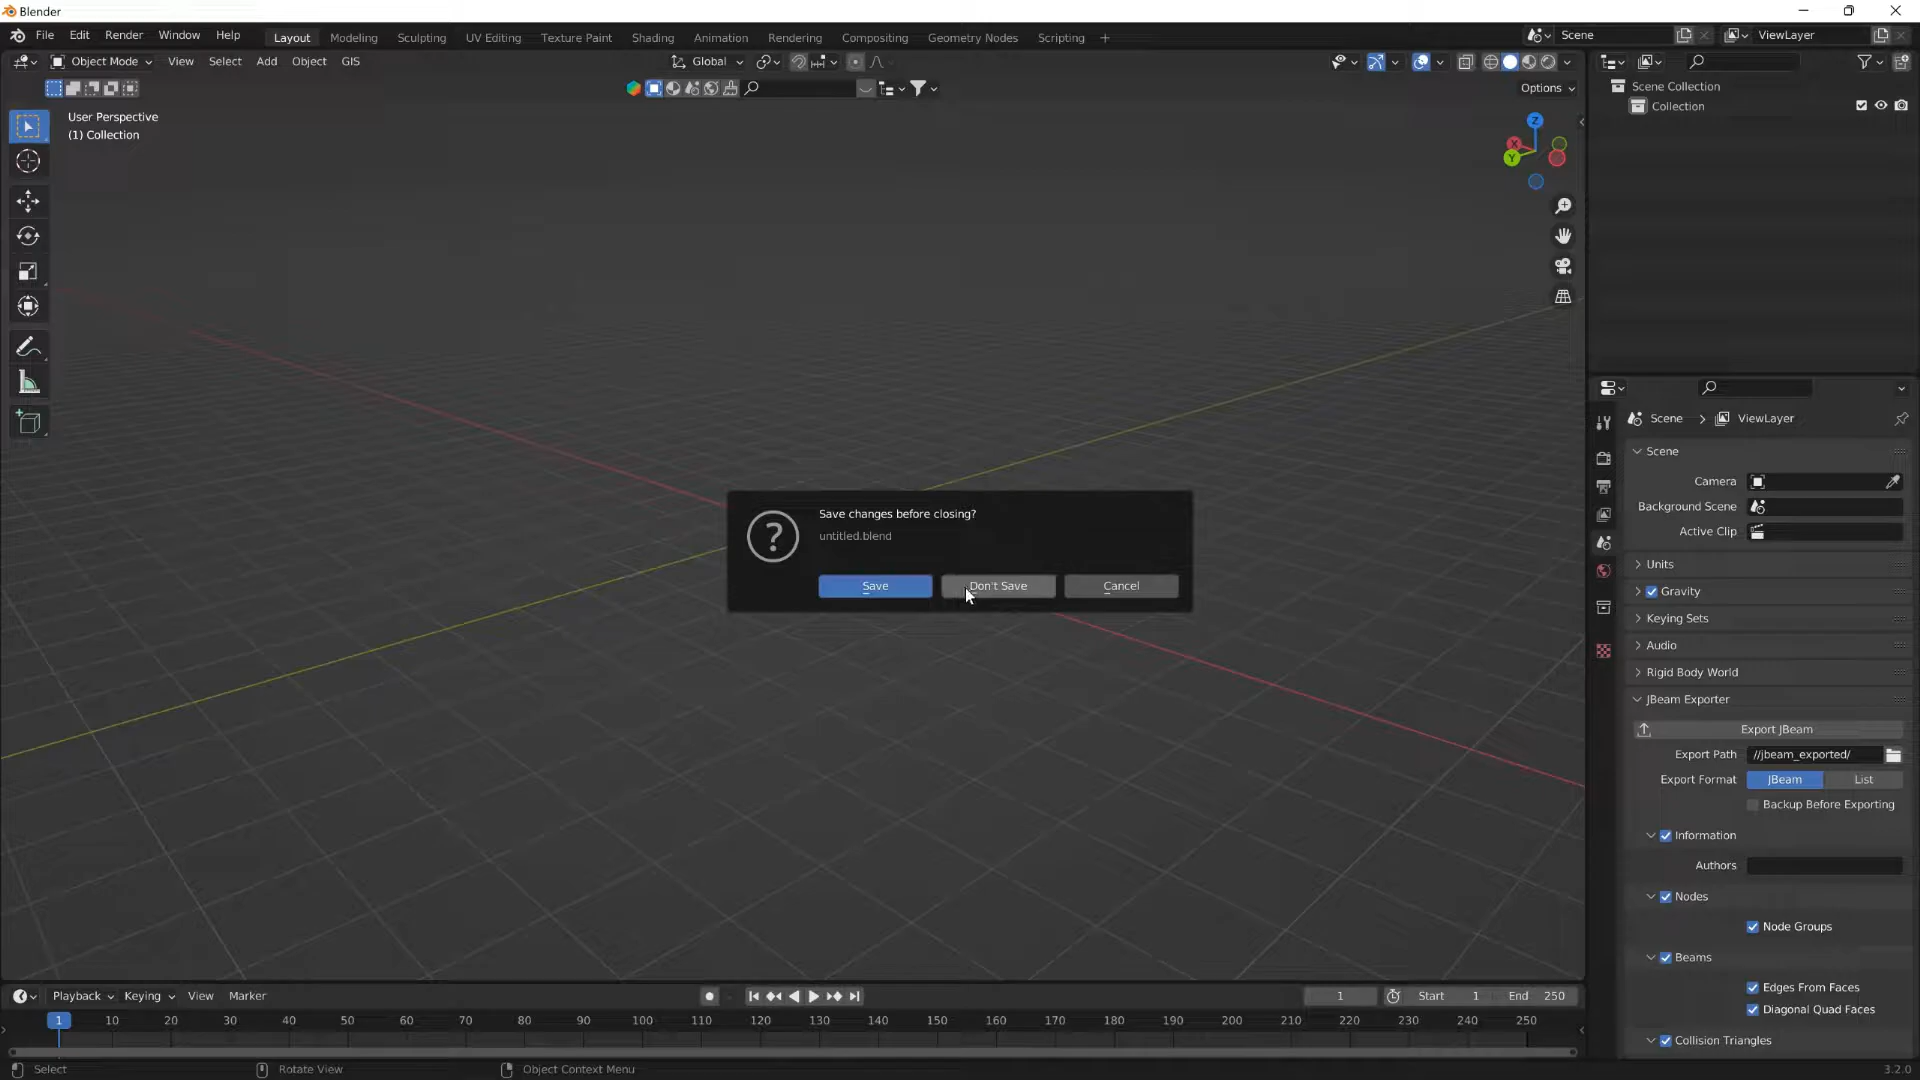 Blender
File Edit Render Window Help
Layout Modeling Sculpting UV Editing Texture Paint Shading Animation Rendering Compositing Geometry Nodes Scripting +
Scene
ViewLayer
Object Mode View Select Add Object GIS
Global
Options
User Perspective
(1) Collection
Z
X
Y
Scene Collection
Collection
Save changes before closing?
untitled.blend
Save Don't Save Cancel
Scene > ViewLayer
Scene
Camera
Background Scene
Active Clip
Units
Gravity
Keying Sets
Audio
Rigid Body World
JBeam Exporter
Export JBeam
Export Path //jbeam_exported/
Export Format JBeam List
Backup Before Exporting
Information
Authors
Nodes
Node Groups
Beams
Edges From Faces
Diagonal Quad Faces
Collision Triangles
Playback Keying View Marker
1 Start 1 End 250
1 10 20 30 40 50 60 70 80 90 100 110 120 130 140 150 160 170 180 190 200 210 220 230 240 250
Select Rotate View Object Context Menu
3.2.0